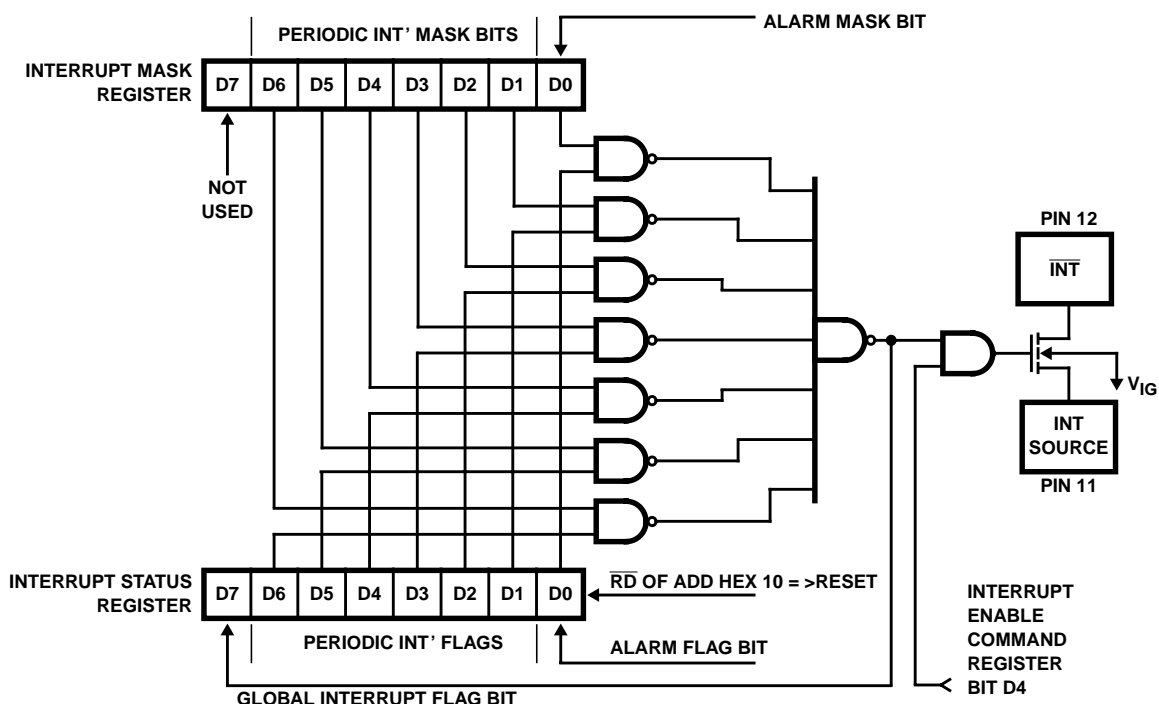 ALARM MASK BIT
PERIODIC INT’ MASK BITS
INTERRUPT MASK
REGISTER
D7 D6 D5 D4 D3 D2 D1 D0
NOT
USED
PIN 12
INT
VIG
INT
SOURCE
PIN 11
INTERRUPT STATUS
REGISTER
D7 D6 D5 D4 D3 D2 D1 D0
RD OF ADD HEX 10 = >RESET
PERIODIC INT’ FLAGS
ALARM FLAG BIT
GLOBAL INTERRUPT FLAG BIT
INTERRUPT
ENABLE
COMMAND
REGISTER
BIT D4